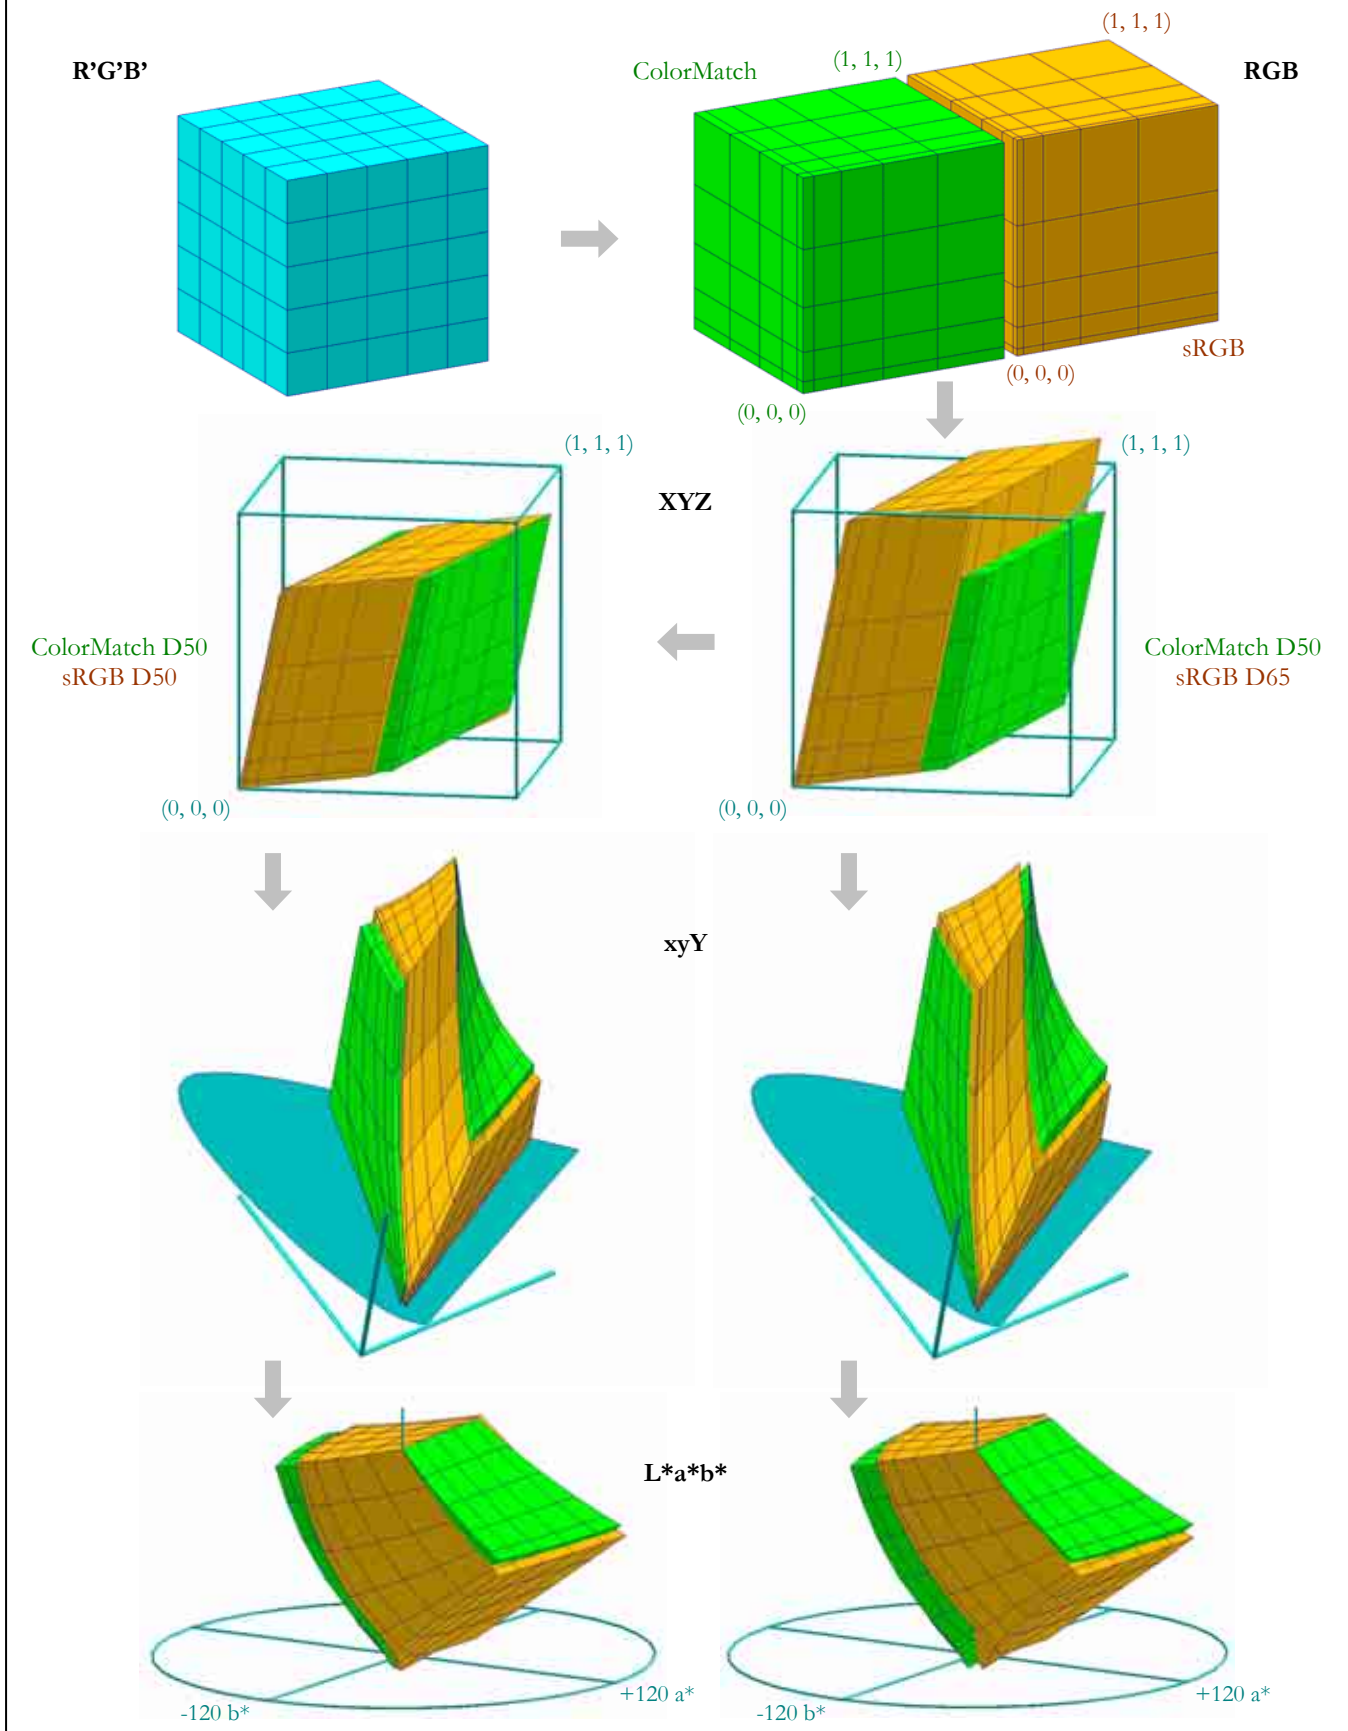 (1, 1, 1)
R’G’B’
ColorMatch
(1, 1, 1)
RGB
sRGB
(0, 0, 0)
(0, 0, 0)
(1, 1, 1)
(1, 1, 1)
XYZ
ColorMatch D50
sRGB D50
ColorMatch D50
sRGB D65
(0, 0, 0)
(0, 0, 0)
xyY
L*a*b*
+120 a*
-120 b*
+120 a*
-120 b*